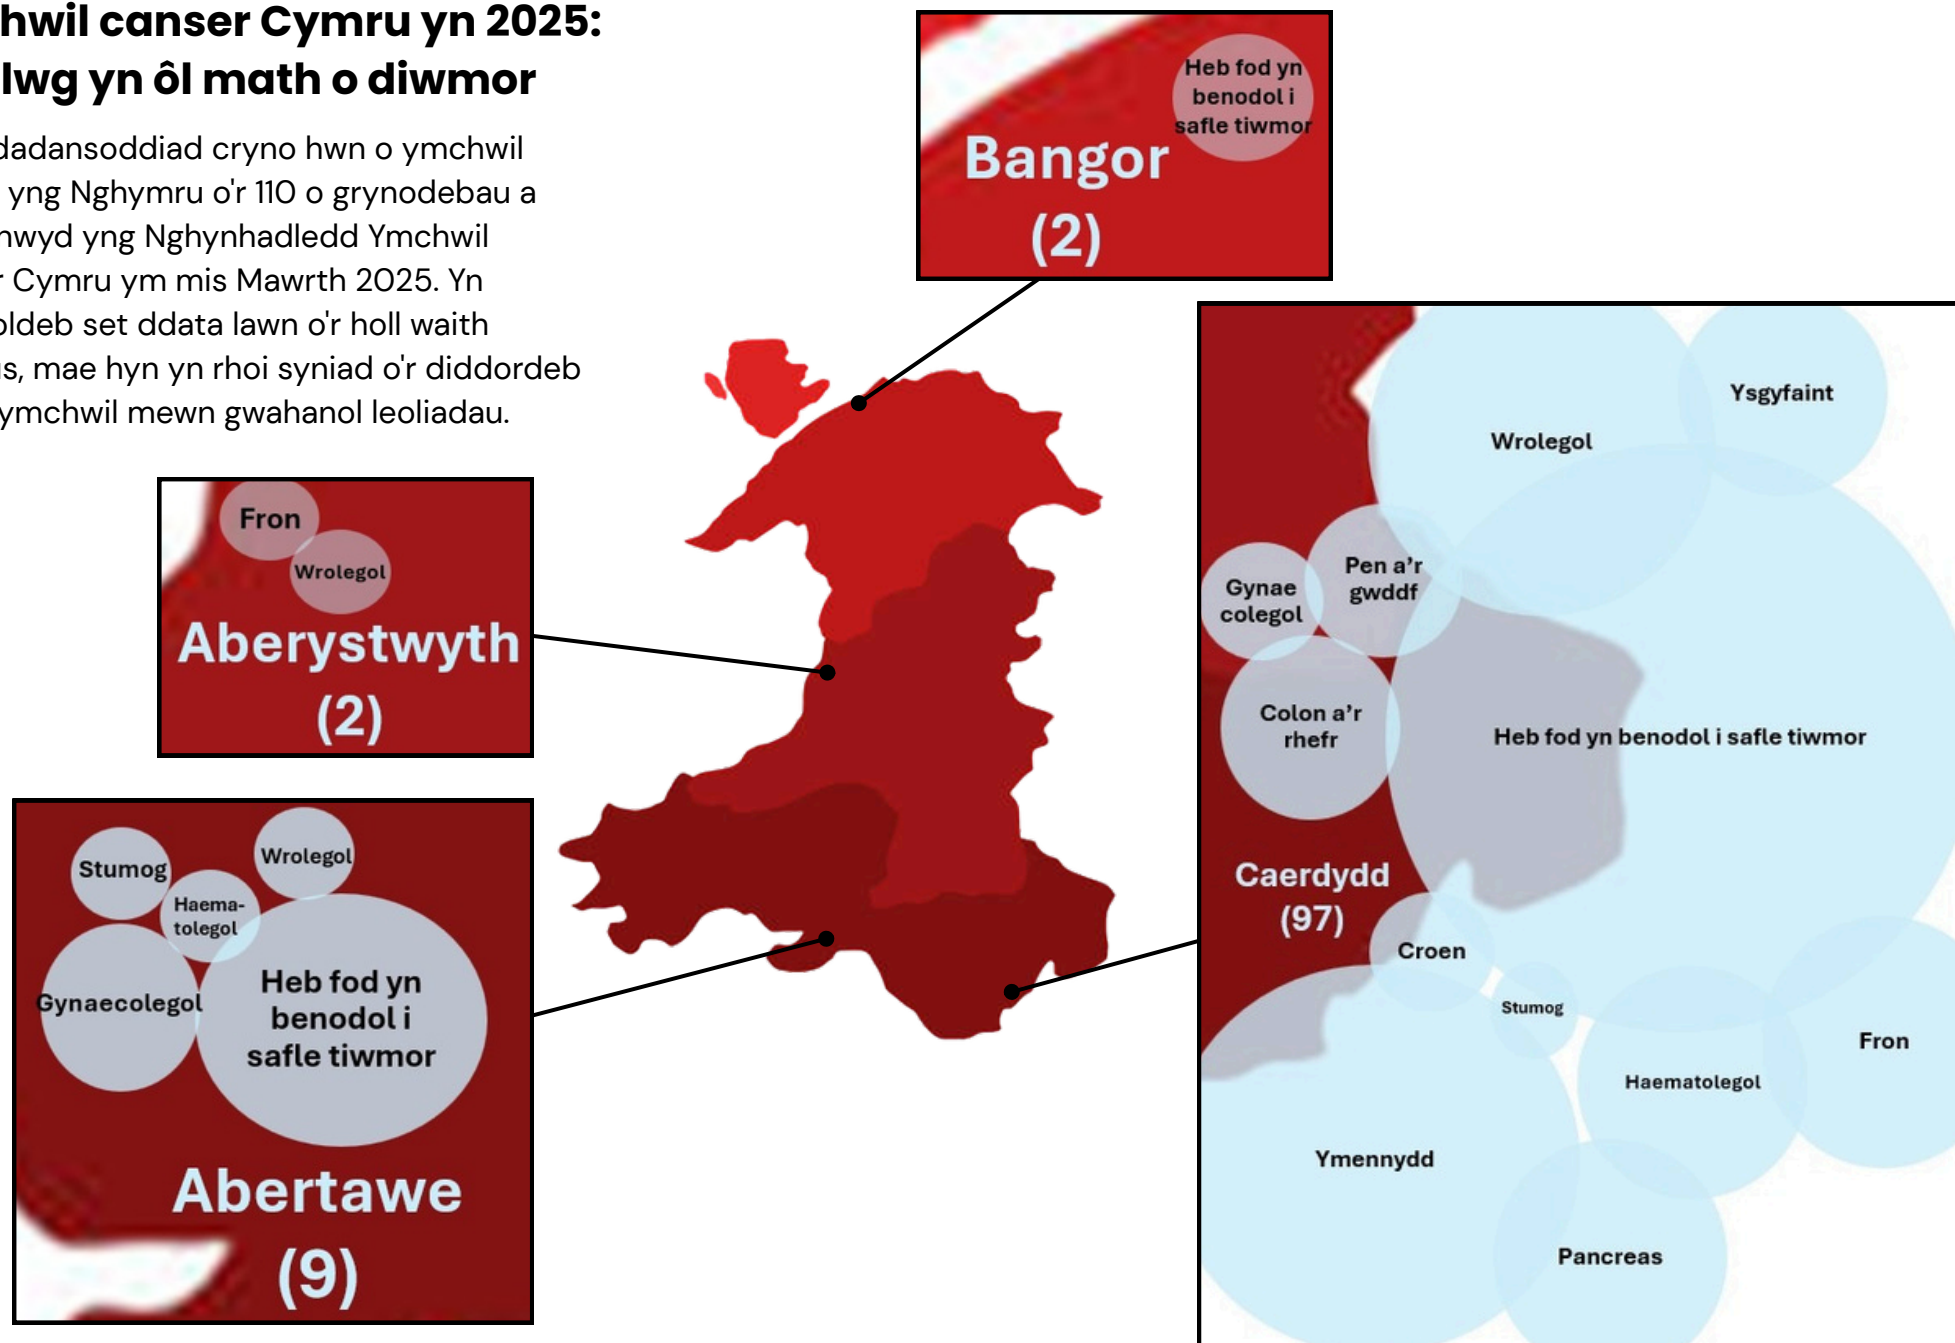 hwil canser Cymru yn 2025:
lwg yn ôl math o diwmor
dadansoddiad cryno hwn o ymchwil
yng Nghymru o'r 110 o grynodebau a
nwyd yng Nghynhadledd Ymchwil
r Cymru ym mis Mawrth 2025. Yn
oldeb set ddata lawn o'r holl waith
s, mae hyn yn rhoi syniad o'r diddordeb
ymchwil mewn gwahanol leoliadau.
Heb fod yn
benodol i
safle tiwmor
Bangor
(2)
Fron
Wrolegol
Aberystwyth
(2)
Stumog
Wrolegol
Haema-
tolegol
Gynaecolegol
Heb fod yn
benodol i
safle tiwmor
Abertawe
(9)
Ysgyfaint
Wrolegol
Pen a'r
gwddf
Gynae
colegol
Colon a'r
rhefr
Heb fod yn benodol i safle tiwmor
Caerdydd
(97)
Croen
Stumog
Fron
Haematolegol
Ymennydd
Pancreas